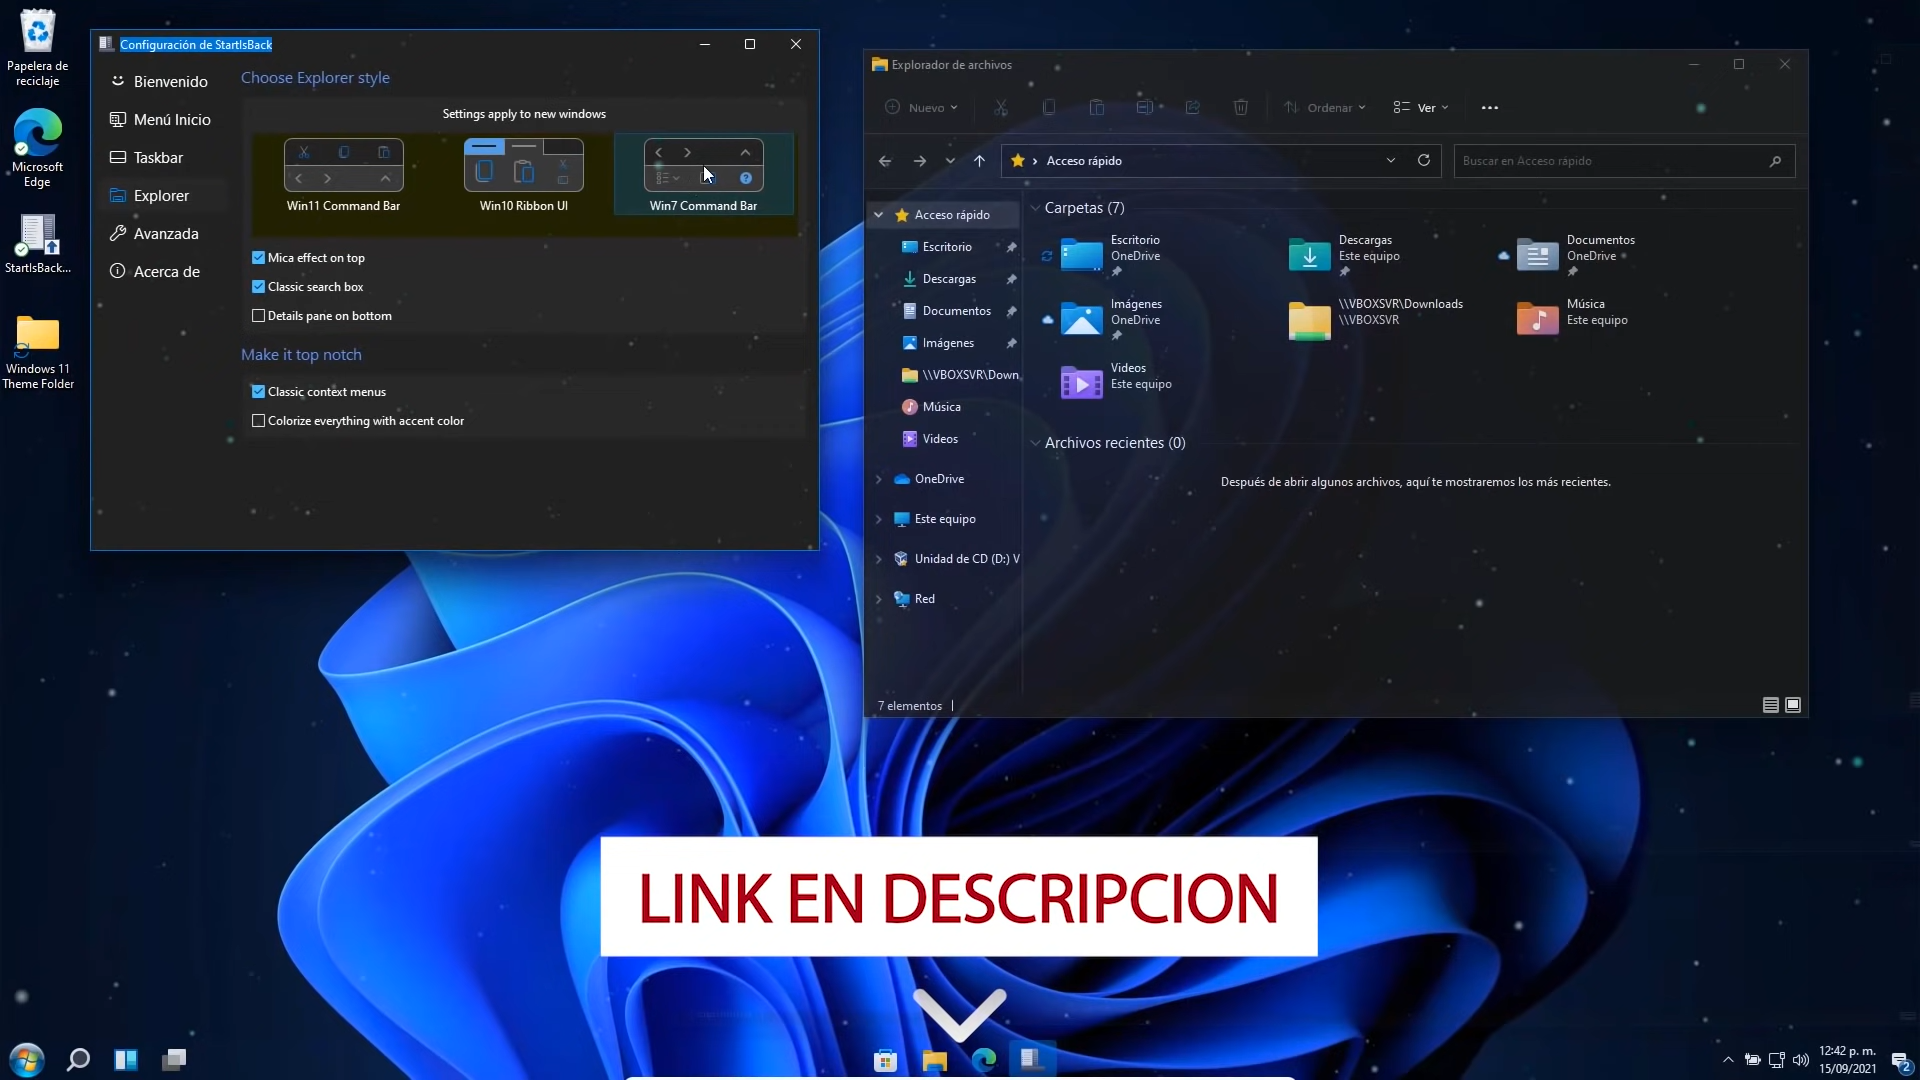 Papelera de
reciclaje
Microsoft
Edge
StartIsBack...
Windows 11
Theme Folder
Configuración de StartIsBack
Bienvenido
Menú Inicio
Taskbar
Explorer
Avanzada
Acerca de
Choose Explorer style
Settings apply to new windows
Win11 Command Bar
Win10 Ribbon UI
Win7 Command Bar
Mica effect on top
Classic search box
Details pane on bottom
Make it top notch
Classic context menus
Colorize everything with accent color
Explorador de archivos
Nuevo
Ordenar
Ver
Acceso rápido
Buscar en Acceso rápido
Acceso rápido
Escritorio
Descargas
Documentos
Imágenes
\\VBOXSVR\Down
Música
Videos
OneDrive
Este equipo
Unidad de CD (D:) V
Red
Carpetas (7)
Escritorio
OneDrive
Descargas
Este equipo
Documentos
OneDrive
Imágenes
OneDrive
\\VBOXSVR\Downloads
\\VBOXSVR
Música
Este equipo
Videos
Este equipo
Archivos recientes (0)
Después de abrir algunos archivos, aquí te mostraremos los más recientes.
7 elementos
LINK EN DESCRIPCION
12:42 p. m.
15/09/2021
2